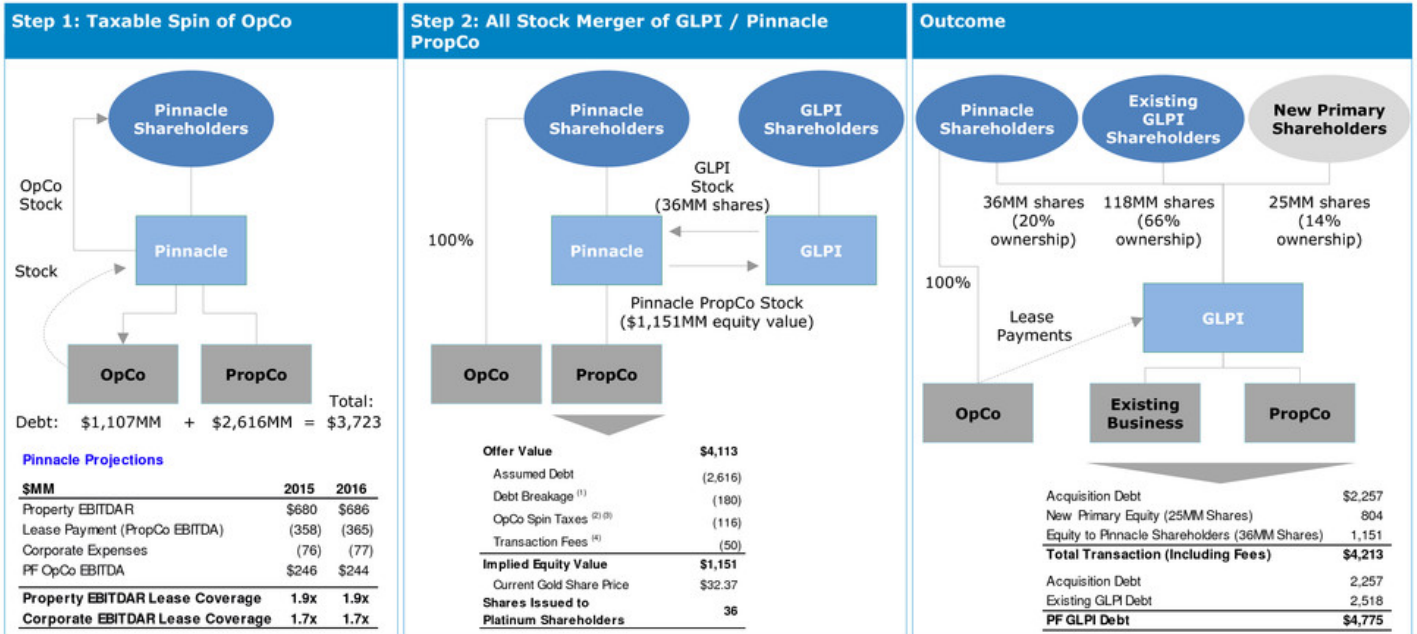 Step 1: Taxable Spin of OpCo
Pinnacle
Shareholders
OpCo
Stock
Pinnacle
Stock
OpCo
PropCo
Total:
Debt: $1,107MM + $2,616MM = $3,723
Pinnacle Projections
$MM 2015 2016
Property EBITDAR $680 $686
Lease Payment (PropCo EBITDA) (358) (365)
Corporate Expenses (76) (77)
PF OpCo EBITDA $246 $244
Property EBITDAR Lease Coverage 1.9x 1.9x
Corporate EBITDAR Lease Coverage 1.7x 1.7x
Step 2: All Stock Merger of GLPI / Pinnacle
PropCo
Pinnacle
Shareholders
GLPI
Shareholders
GLPI
Stock
(36MM shares)
100%
Pinnacle
GLPI
Pinnacle PropCo Stock
($1,151MM equity value)
OpCo
PropCo
Offer Value $4,113
Assumed Debt (2,616)
Debt Breakage (1) (180)
OpCo Spin Taxes (2) (3) (116)
Transaction Fees (4) (50)
Implied Equity Value $1,151
Current Gold Share Price $32.37
Shares Issued to
Platinum Shareholders 36
Outcome
Pinnacle
Shareholders
Existing
GLPI
Shareholders
New Primary
Shareholders
36MM shares
(20%
ownership)
118MM shares
(66%
ownership)
25MM shares
(14%
ownership)
100%
Lease
Payments
GLPI
OpCo
Existing
Business
PropCo
Acquisition Debt $2,257
New Primary Equity (25MM Shares) 804
Equity to Pinnacle Shareholders (36MM Shares) 1,151
Total Transaction (Including Fees) $4,213
Acquisition Debt 2,257
Existing GLPI Debt 2,518
PF GLPI Debt $4,775